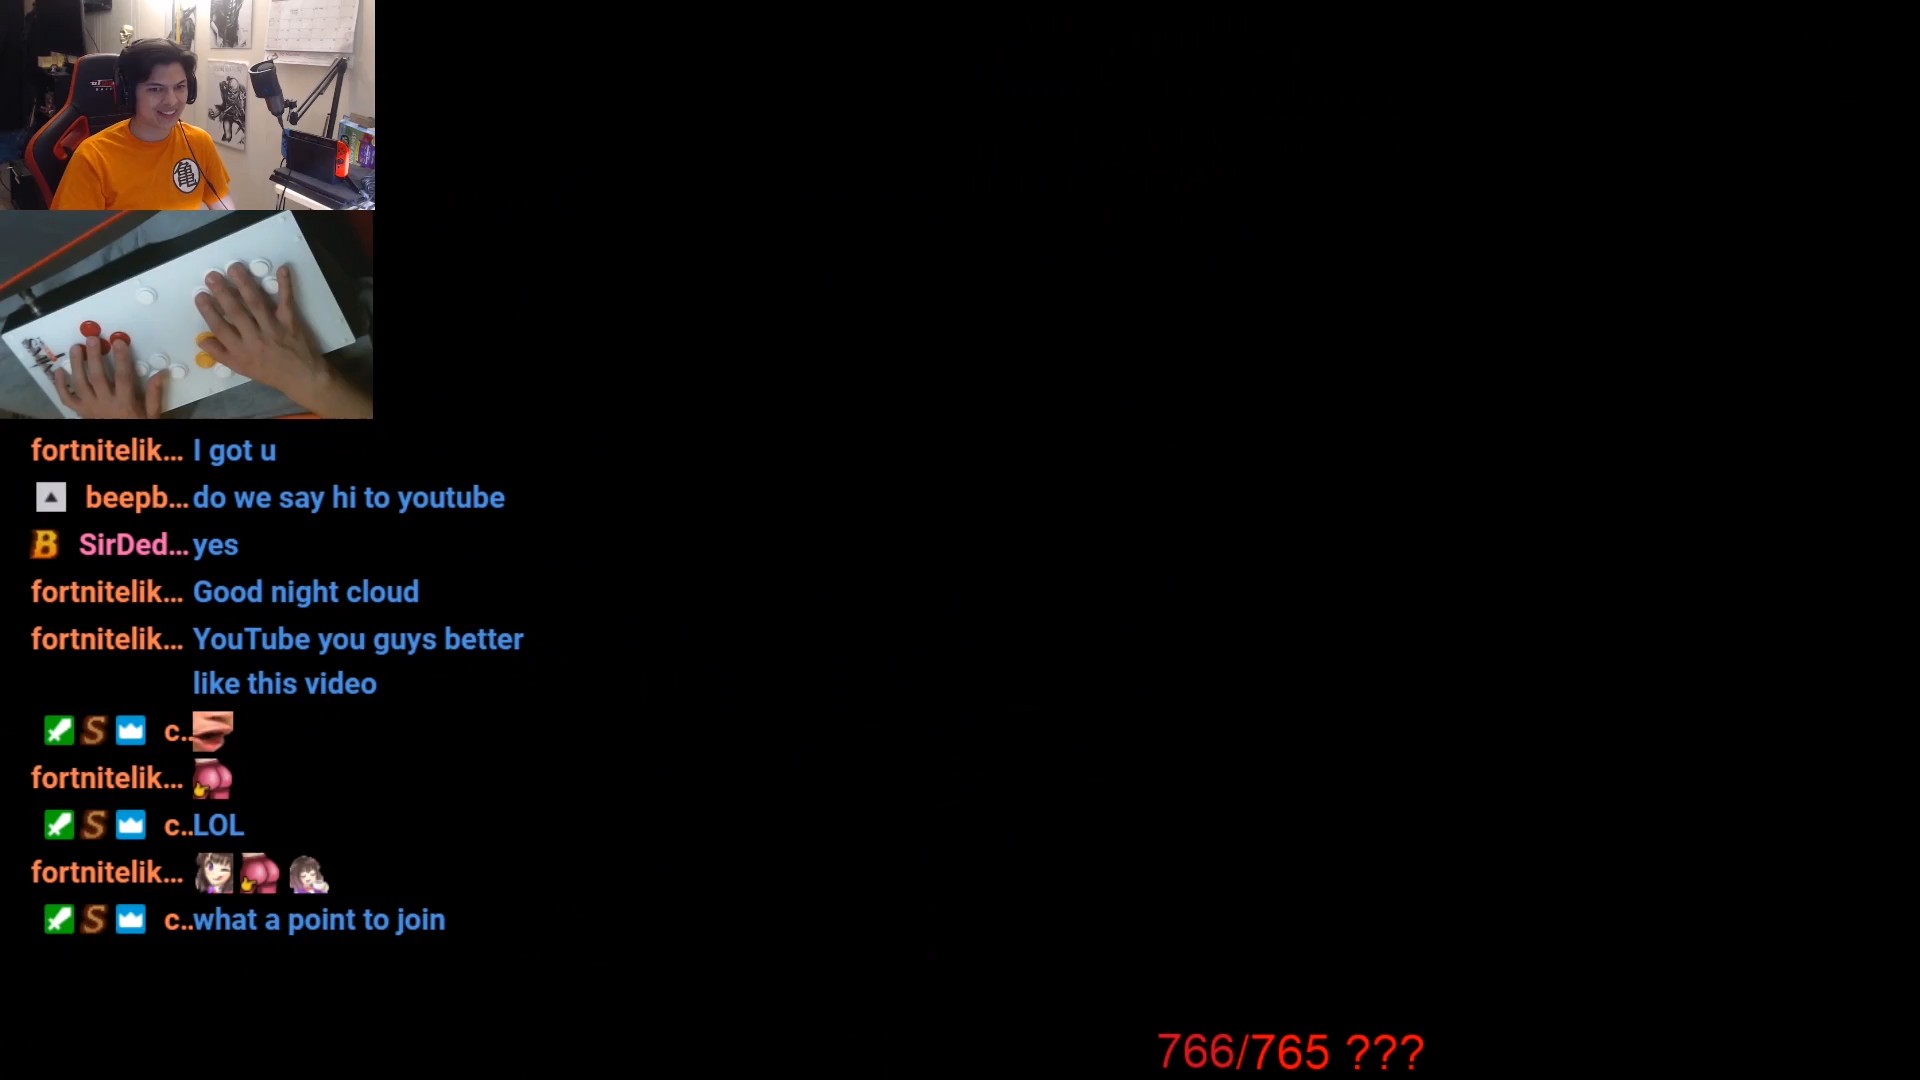 亀
fortnitelik... I got u
beepb... do we say hi to youtube
B SirDed... yes
fortnitelik... Good night cloud
fortnitelik... YouTube you guys better
like this video
S c..
fortnitelik...
S c.. LOL
fortnitelik...
S c.. what a point to join
766/765 ???